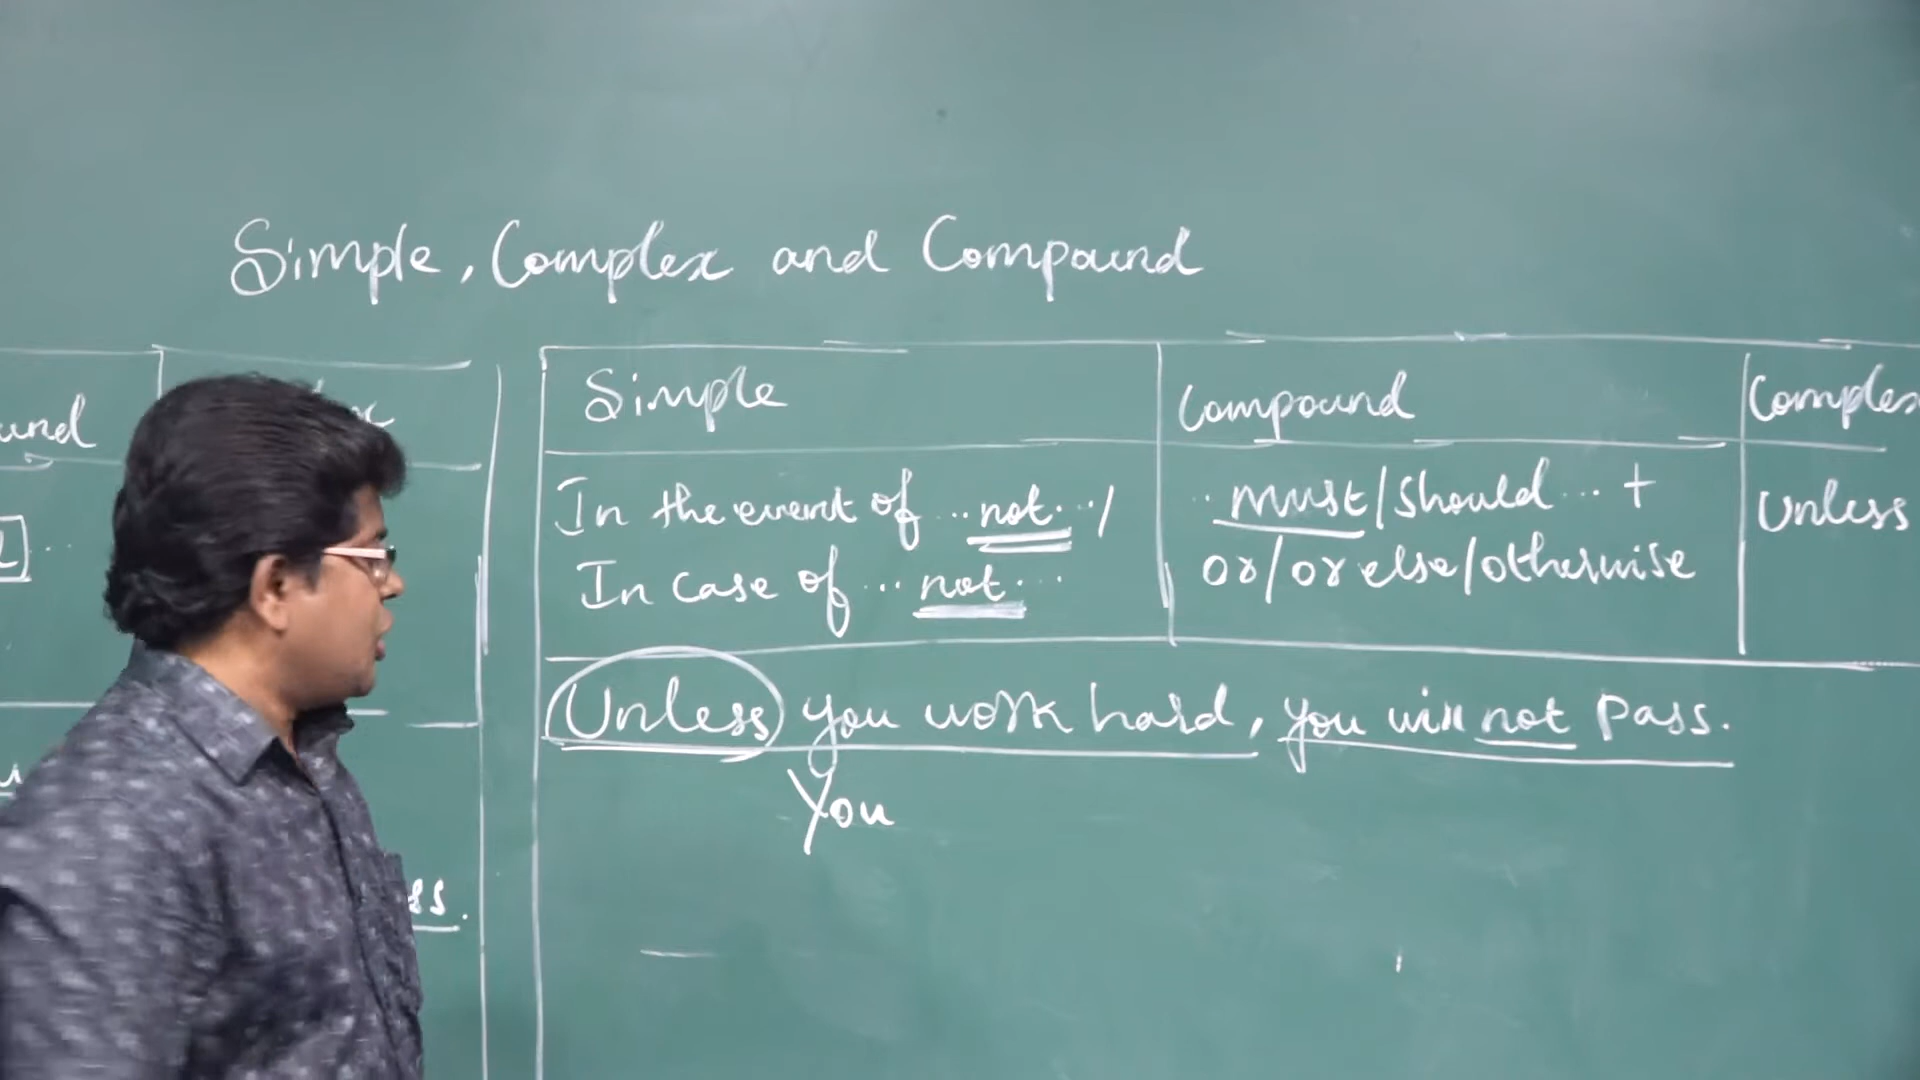 Simple, Complex and Compound
Simple
Compound
Complex
In the event of ... not ... /
In case of ... not ...
.. must/should ... +
or/or else/otherwise
Unless
Unless you work hard, you will not pass.
You